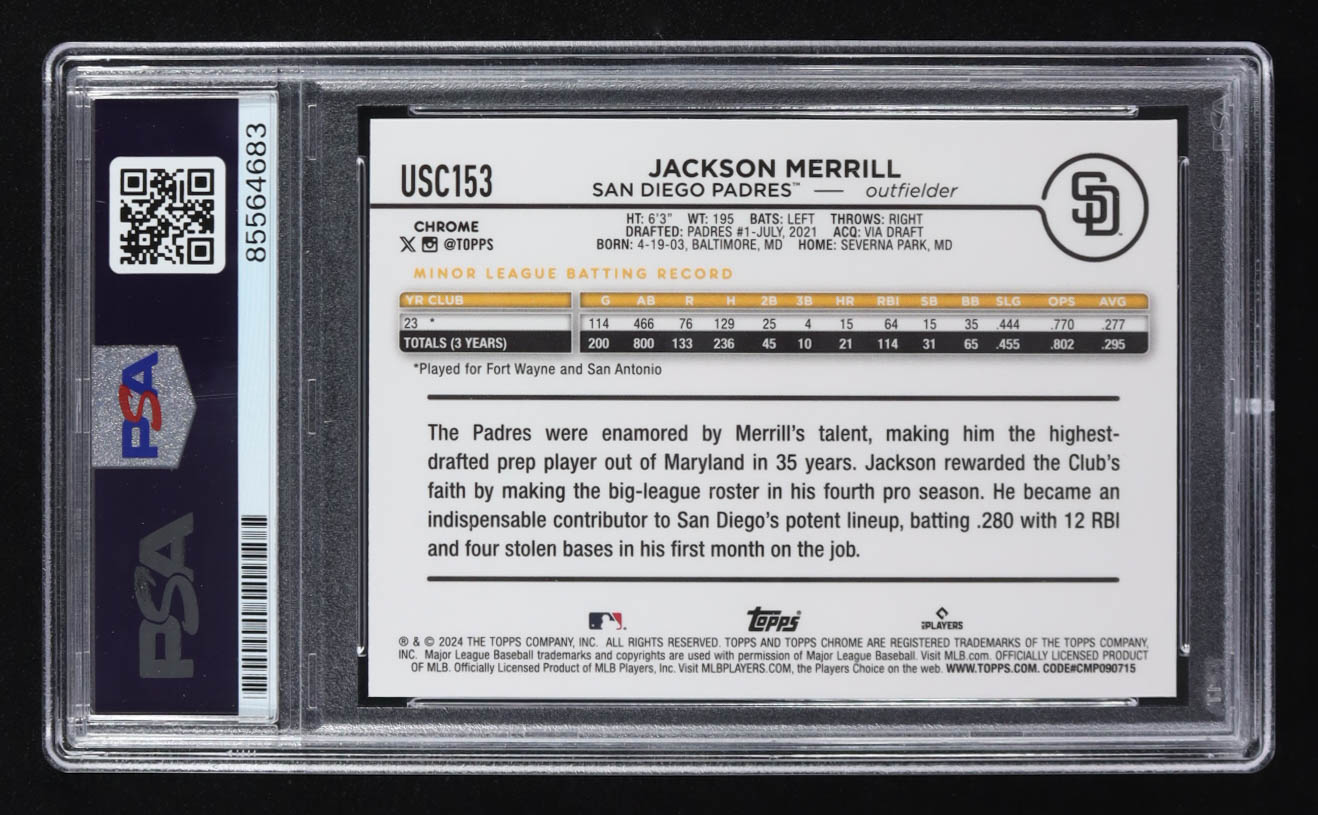 85564683
PSA
PSA
USC153
JACKSON MERRILL
SAN DIEGO PADRES™ — outfielder
SD
CHROME
@TOPPS
HT: 6'3" WT: 195 BATS: LEFT THROWS: RIGHT
DRAFTED: PADRES #1-JULY, 2021 ACQ: VIA DRAFT
BORN: 4-19-03, BALTIMORE, MD HOME: SEVERNA PARK, MD
MINOR LEAGUE BATTING RECORD
YR CLUB G AB R H 2B 3B HR RBI SB BB SLG OPS AVG
23 * 114 466 76 129 25 4 15 64 15 35 .444 .770 .277
TOTALS (3 YEARS) 200 800 133 236 45 10 21 114 31 65 .455 .802 .295
*Played for Fort Wayne and San Antonio
The Padres were enamored by Merrill's talent, making him the highest-
drafted prep player out of Maryland in 35 years. Jackson rewarded the Club's
faith by making the big-league roster in his fourth pro season. He became an
indispensable contributor to San Diego's potent lineup, batting .280 with 12 RBI
and four stolen bases in his first month on the job.
Topps
PLAYERS
® & © 2024 THE TOPPS COMPANY, INC. ALL RIGHTS RESERVED. TOPPS AND TOPPS CHROME ARE REGISTERED TRADEMARKS OF THE TOPPS COMPANY,
INC. Major League Baseball trademarks and copyrights are used with permission of Major League Baseball. Visit MLB.com. OFFICIALLY LICENSED PRODUCT
OF MLB. Officially Licensed Product of MLB Players, Inc. Visit MLBPLAYERS.COM, the Players Choice on the web. WWW.TOPPS.COM. CODE#CMP090715